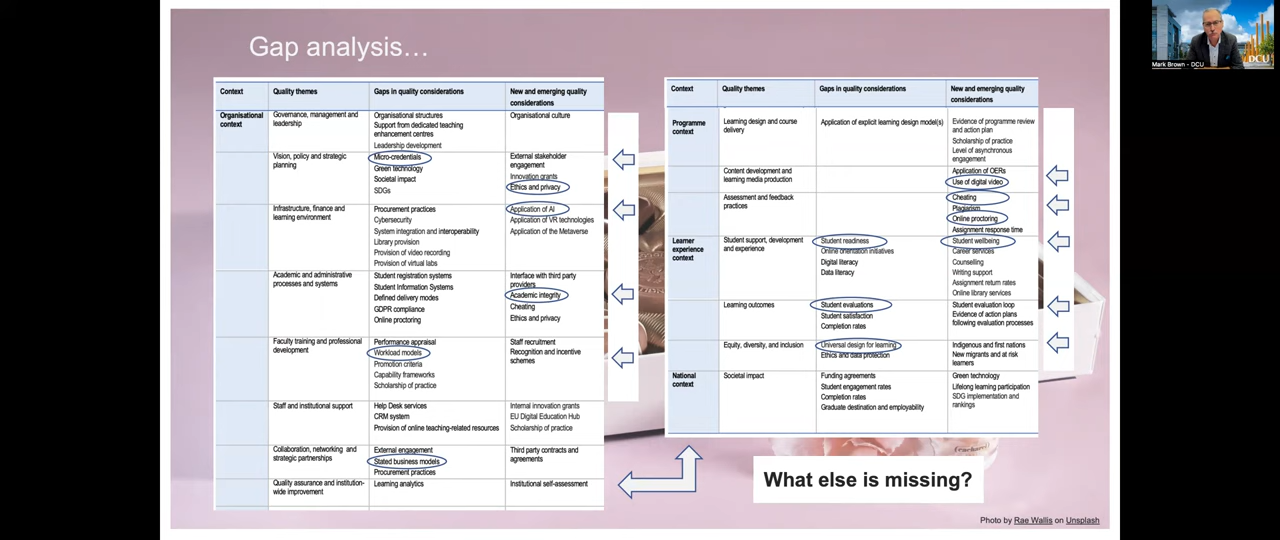 Gap analysis…
Context Quality themes Gaps in quality considerations New and emerging quality
considerations
Organisational
context
Governance, management and
leadership
Organisational structures
Support from dedicated teaching
enhancement centres
Leadership development
Organisational culture
Vision, policy and strategic
planning
Micro-credentials
Green technology
Societal impact
SDGs
External stakeholder
engagement
Innovation grants
Ethics and privacy
Infrastructure, finance and
learning environment
Procurement practices
Cybersecurity
System integration and interoperability
Library provision
Provision of video recording
Provision of virtual labs
Application of AI
Application of VR technologies
Application of the Metaverse
Academic and administrative
processes and systems
Student registration systems
Student Information Systems
Defined delivery modes
GDPR compliance
Online proctoring
Interface with third party
providers
Academic integrity
Cheating
Ethics and privacy
Faculty training and professional
development
Performance appraisal
Workload models
Promotion criteria
Capability frameworks
Scholarship of practice
Staff recruitment
Recognition and incentive
schemes
Staff and institutional support
Help Desk services
CRM system
Provision of online teaching-related resources
Internal innovation grants
EU Digital Education Hub
Scholarship of practice
Collaboration, networking and
strategic partnerships
External engagement
Stated business models
Procurement practices
Third party contracts and
agreements
Quality assurance and institution-
wide improvement
Learning analytics
Institutional self-assessment
Context Quality themes Gaps in quality considerations New and emerging quality
considerations
Programme
context
Learning design and course
delivery
Application of explicit learning design model(s)
Evidence of programme review
and action plan
Scholarship of practice
Level of asynchronous
engagement
Content development and
learning media production
Application of OERs
Use of digital video
Assessment and feedback
practices
Cheating
Plagiarism
Online proctoring
Assignment response time
Learner
experience
context
Student support, development
and experience
Student readiness
Online orientation initiatives
Digital literacy
Data literacy
Student wellbeing
Career services
Counselling
Writing support
Assignment return rates
Online library services
Learning outcomes
Student evaluations
Student satisfaction
Completion rates
Student evaluation loop
Evidence of action plans
following evaluation processes
Equity, diversity, and inclusion
Universal design for learning
Ethics and data protection
Indigenous and first nations
New migrants and at risk
learners
National
context
Societal impact
Funding agreements
Student engagement rates
Completion rates
Graduate destination and employability
Green technology
Lifelong learning participation
SDG implementation and
rankings
What else is missing?
Photo by Rae Wallis on Unsplash
Mark Brown - DCU
DCU